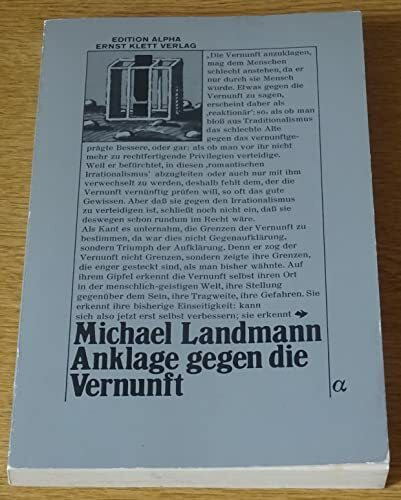 EDITION ALPHA
ERNST KLETT VERLAG
„Die Vernunft anzuklagen,
mag dem Menschen
schlecht anstehen, da er
nur durch sie Mensch
wurde. Etwas gegen die
Vernunft zu sagen,
erscheint daher als
‚reaktionär‘; so, als ob man
bloß aus Traditionalismus
das schlechte Alte
gegen das vernunftge-
prägte Bessere, oder gar: als ob man vor ihr nicht
mehr zu rechtfertigende Privilegien verteidige.
Weil er befürchtet, in diesen ‚romantischen
Irrationalismus‘ abzugleiten oder auch nur mit ihm
verwechselt zu werden, deshalb fehlt dem, der die
Vernunft vernünftig prüfen will, so oft das gute
Gewissen. Aber daß sie gegen den Irrationalismus
zu verteidigen ist, schließt noch nicht ein, daß sie
deswegen schon rundum im Recht wäre.
Als Kant es unternahm, die Grenzen der Vernunft zu
bestimmen, da war dies nicht Gegenaufklärung,
sondern Triumph der Aufklärung. Denn er zog der
Vernunft nicht Grenzen, sondern zeigte ihre Grenzen,
die enger gesteckt sind, als man bisher wähnte. Auf
ihrem Gipfel erkennt die Vernunft selbst ihren Ort
in der menschlich-geistigen Welt, ihre Stellung
gegenüber dem Sein, ihre Tragweite, ihre Gefahren. Sie
erkennt ihre bisherige Einseitigkeit: kann
sich also jetzt erst selbst verbessern; sie erkennt ➔
Michael Landmann
Anklage gegen die
Vernunft
α